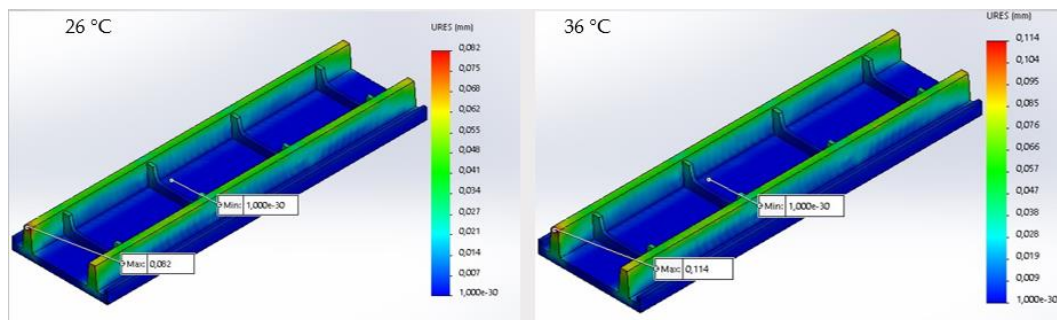 26 °C
URES (mm)
0,082
0,075
0,068
0,062
0,055
0,048
0,041
0,034
0,027
0,021
0,014
0,007
1,000e-30
Min: 1,000e-30
Max: 0,082
36 °C
URES (mm)
0,114
0,104
0,095
0,085
0,076
0,066
0,057
0,047
0,038
0,028
0,019
0,009
1,000e-30
Min: 1,000e-30
Max: 0,114